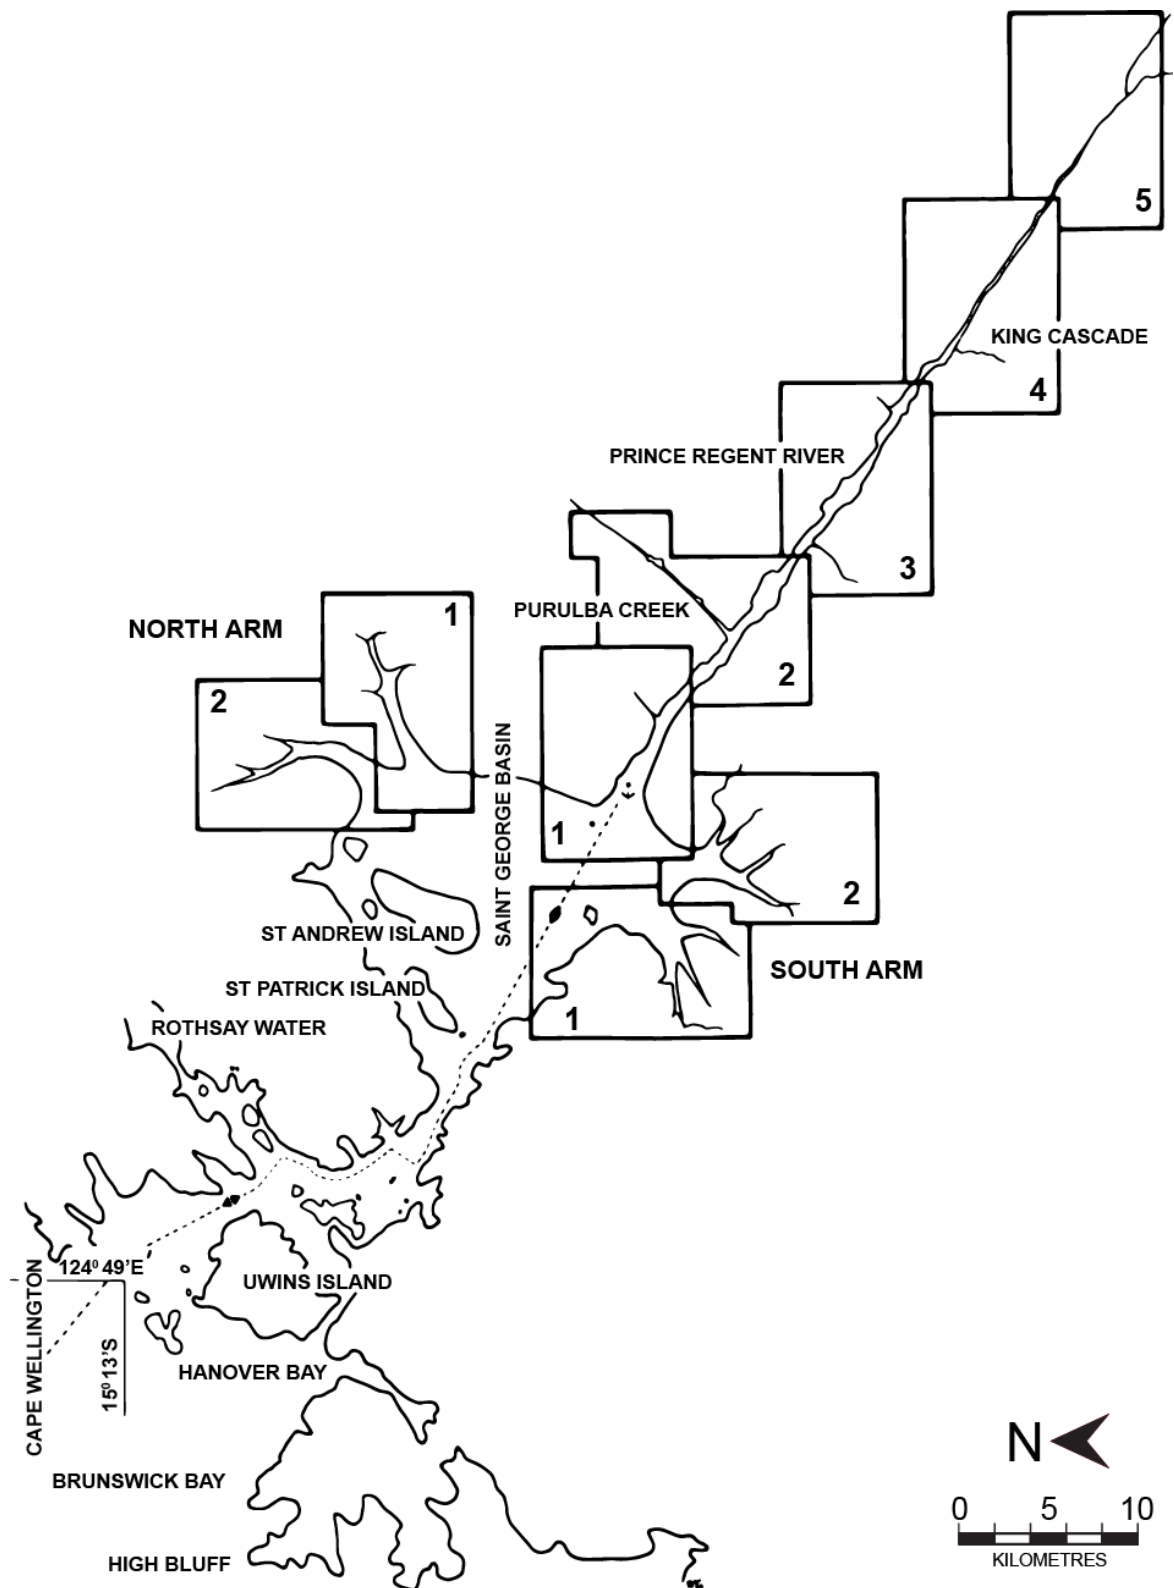 5
KING CASCADE
4
PRINCE REGENT RIVER
3
PURULBA CREEK
2
NORTH ARM
1
2
SAINT GEORGE BASIN
1
2
ST ANDREW ISLAND
SOUTH ARM
ST PATRICK ISLAND
1
ROTHSAY WATER
124⁰ 49'E
UWINS ISLAND
CAPE WELLINGTON
15⁰ 13'S
HANOVER BAY
BRUNSWICK BAY
HIGH BLUFF
N
0 5 10
KILOMETRES